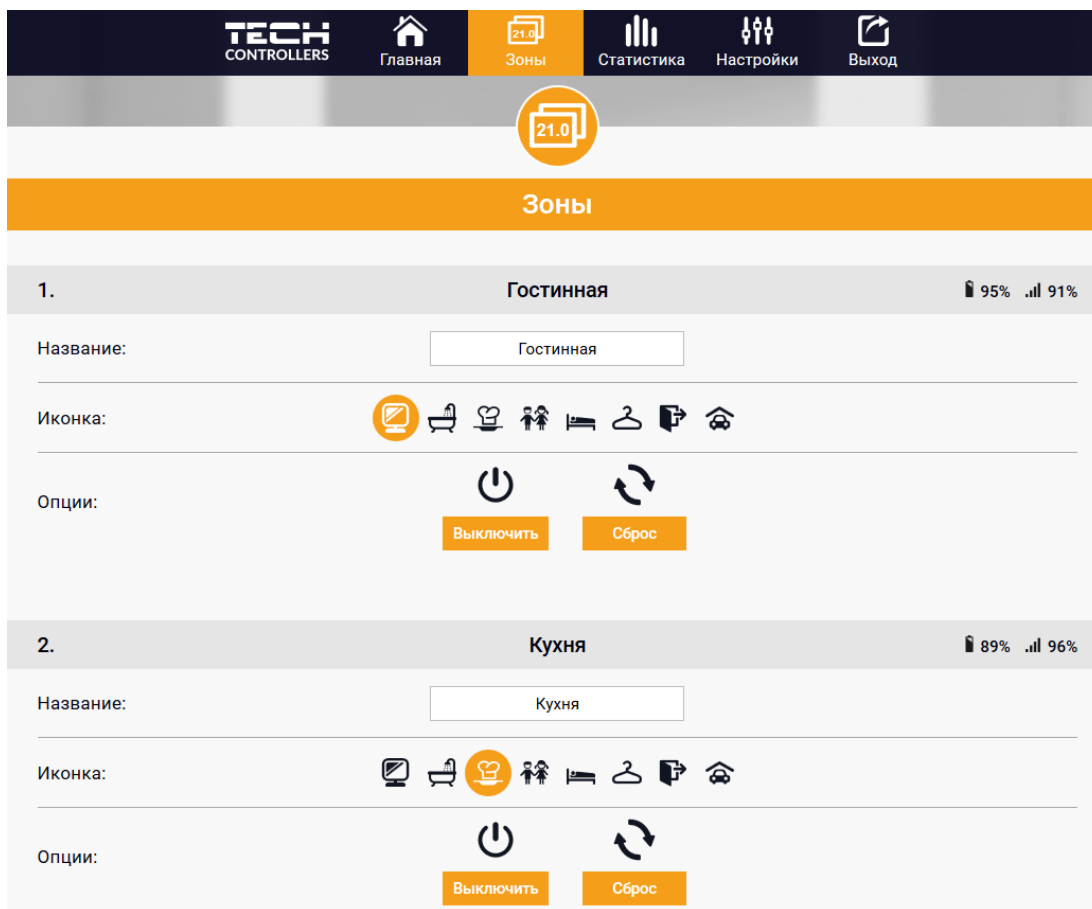 TECH
CONTROLLERS
Главная
21.0
Зоны
Статистика
Настройки
Выход
21.0
Зоны
1. Гостинная 95% 91%
Название: Гостинная
Иконка:
Опции:
Выключить Сброс
2. Кухня 89% 96%
Название: Кухня
Иконка:
Опции:
Выключить Сброс